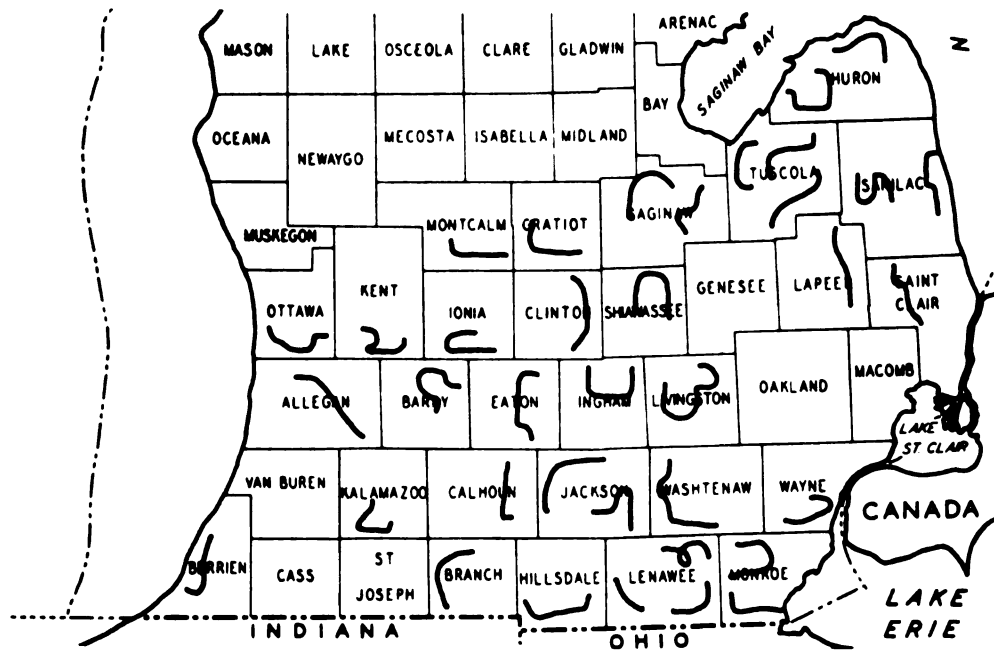 ARENAC
MASON LAKE OSCEOLA CLARE GLADWIN
SAGINAW BAY
N
HURON
BAY
OCEANA MECOSTA ISABELLA MIDLAND
NEWAYGO
TUSCOLA
SANILAC
SAGINAW
MONTCALM GRATIOT
MUSKEGON
GENESEE LAPEER SAINT
CLAIR
KENT
OTTAWA IONIA CLINTON SHIAWASSEE
MACOMB
OAKLAND
ALLEGAN BARRY EATON INGHAM LIVINGSTON
LAKE
ST. CLAIR
VAN BUREN KALAMAZOO CALHOUN JACKSON WASHTENAW WAYNE
CANADA
BERRIEN CASS ST
JOSEPH
BRANCH HILLSDALE LENAWEE MONROE
LAKE
ERIE
INDIANA
OHIO